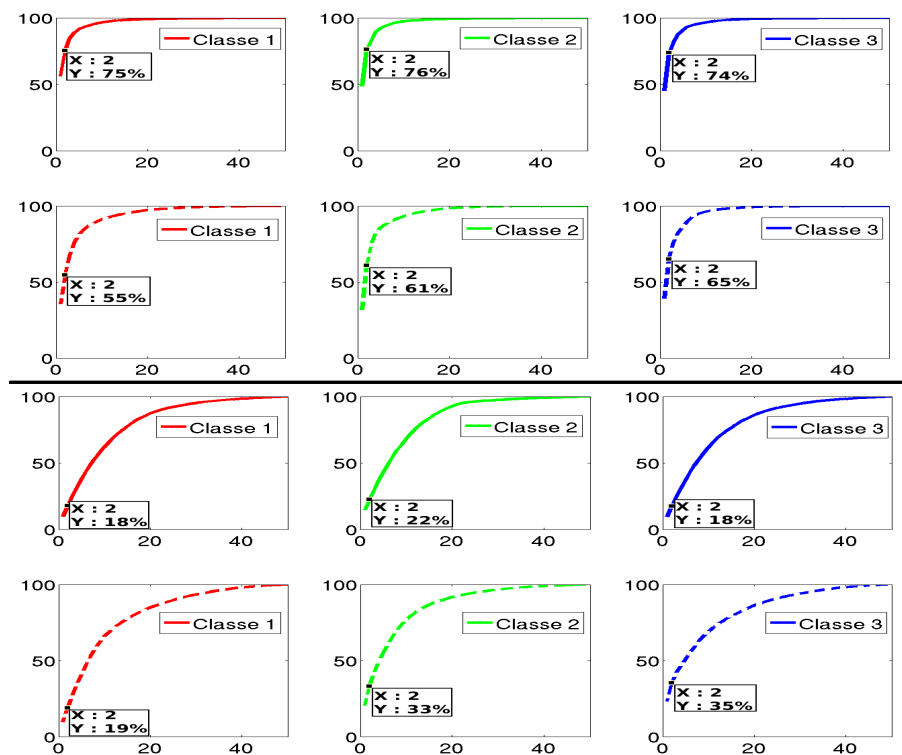 100
50
0
0 20 40
Classe 1
X : 2
Y : 75%
100
50
0
0 20 40
Classe 2
X : 2
Y : 76%
100
50
0
0 20 40
Classe 3
X : 2
Y : 74%
100
50
0
0 20 40
Classe 1
X : 2
Y : 55%
100
50
0
0 20 40
Classe 2
X : 2
Y : 61%
100
50
0
0 20 40
Classe 3
X : 2
Y : 65%
100
50
0
0 20 40
Classe 1
X : 2
Y : 18%
100
50
0
0 20 40
Classe 2
X : 2
Y : 22%
100
50
0
0 20 40
Classe 3
X : 2
Y : 18%
100
50
0
0 20 40
Classe 1
X : 2
Y : 19%
100
50
0
0 20 40
Classe 2
X : 2
Y : 33%
100
50
0
0 20 40
Classe 3
X : 2
Y : 35%